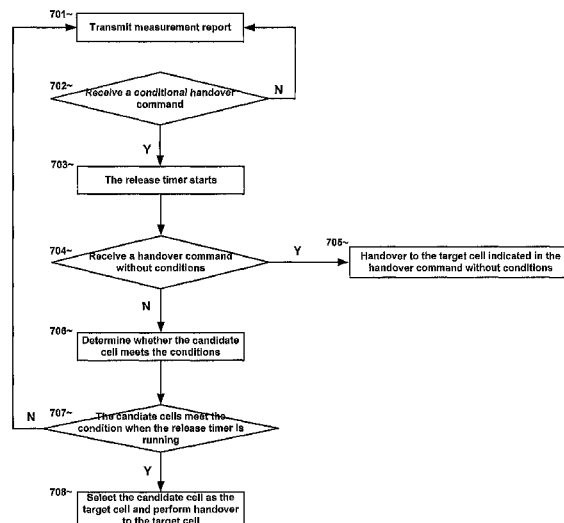 701~
Transmit measurement report
702~
Receive a conditional handover
command
N
Y
703~
The release timer starts
704~
Receive a handover command
without conditions
Y
705~
Handover to the target cell indicated in the
handover command without conditions
N
706~
Determine whether the candidate
cell meets the conditions
707~
The candiate cells meet the
condition when the release timer is
running
N
Y
708~
Select the candidate cell as the
target cell and perform handover
to the target cell